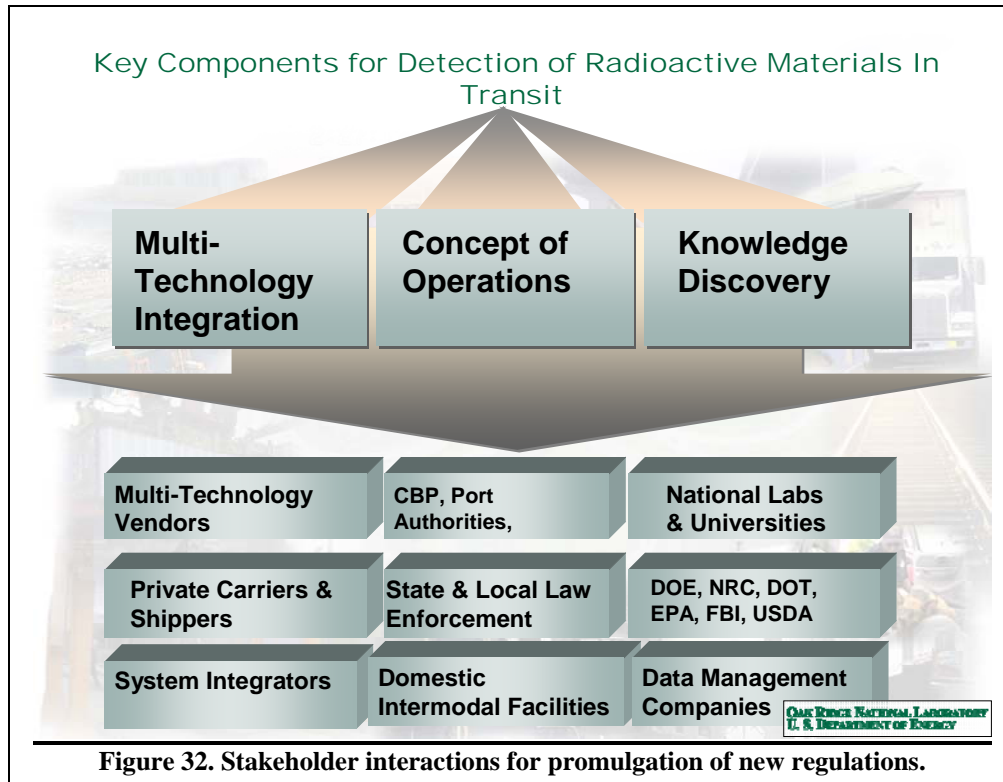 Key Components for Detection of Radioactive Materials In
Transit
Multi-
Technology
Integration
Concept of
Operations
Knowledge
Discovery
Multi-Technology
Vendors
CBP, Port
Authorities,
National Labs
& Universities
Private Carriers &
Shippers
State & Local Law
Enforcement
DOE, NRC, DOT,
EPA, FBI, USDA
System Integrators
Domestic
Intermodal Facilities
Data Management
Companies
OAK RIDGE NATIONAL LABORATORY
U. S. DEPARTMENT OF ENERGY
Figure 32. Stakeholder interactions for promulgation of new regulations.